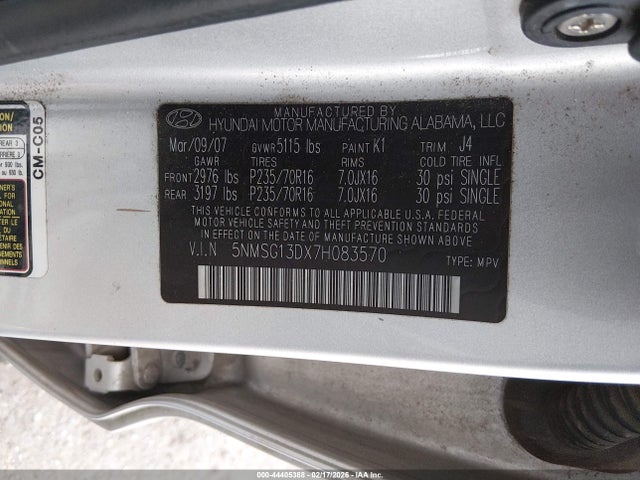 MANUFACTURED BY
HYUNDAI MOTOR MANUFACTURING ALABAMA, LLC
Mar/09/07 GVWR 5115 lbs PAINT K1 TRIM J4
GAWR TIRES RIMS COLD TIRE INFL
FRONT 2976 lbs P235/70R16 7.0JX16 30 psi SINGLE
REAR 3197 lbs P235/70R16 7.0JX16 30 psi SINGLE
THIS VEHICLE CONFORMS TO ALL APPLICABLE U.S.A. FEDERAL
MOTOR VEHICLE SAFETY, AND THEFT PREVENTION STANDARDS
IN EFFECT ON THE DATE OF MANUFACTURE SHOWN ABOVE.
V.I.N 5NMSG13DX7H083570
TYPE: MPV
CM-C05
REAR 3
000-44405388 - 02/17/2026 - IAAI.COM